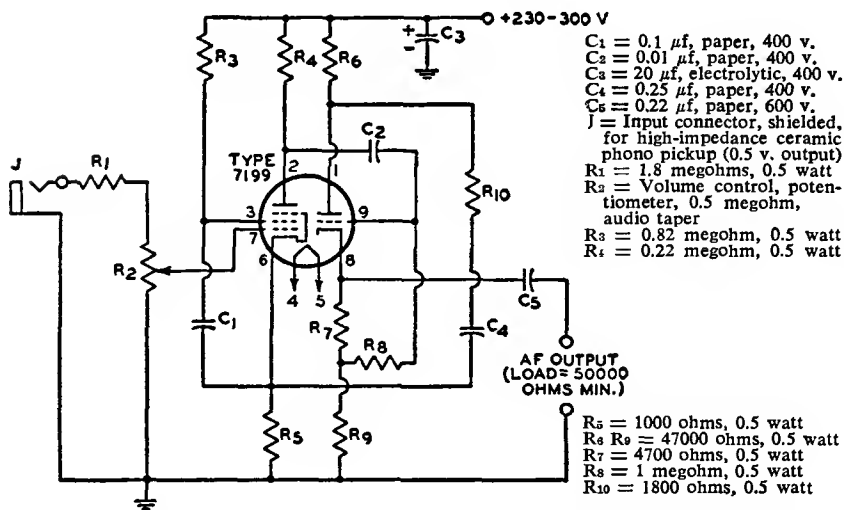 +230-300 V
+
-
C3
R3
R4
R6
C2
TYPE
7199
2
1
R10
J
R1
3
7
9
6
8
4
5
R2
C1
R7
R8
C5
C4
AF OUTPUT
(LOAD=50000
OHMS MIN.)
R5
R9
C1 = 0.1 μf, paper, 400 v.
C2 = 0.01 μf, paper, 400 v.
C3 = 20 μf, electrolytic, 400 v.
C4 = 0.25 μf, paper, 400 v.
C5 = 0.22 μf, paper, 600 v.
J = Input connector, shielded,
for high-impedance ceramic
phono pickup (0.5 v. output)
R1 = 1.8 megohms, 0.5 watt
R2 = Volume control, poten-
tiometer, 0.5 megohm,
audio taper
R3 = 0.82 megohm, 0.5 watt
R4 = 0.22 megohm, 0.5 watt
R5 = 1000 ohms, 0.5 watt
R6 R9 = 47000 ohms, 0.5 watt
R7 = 4700 ohms, 0.5 watt
R8 = 1 megohm, 0.5 watt
R10 = 1800 ohms, 0.5 watt